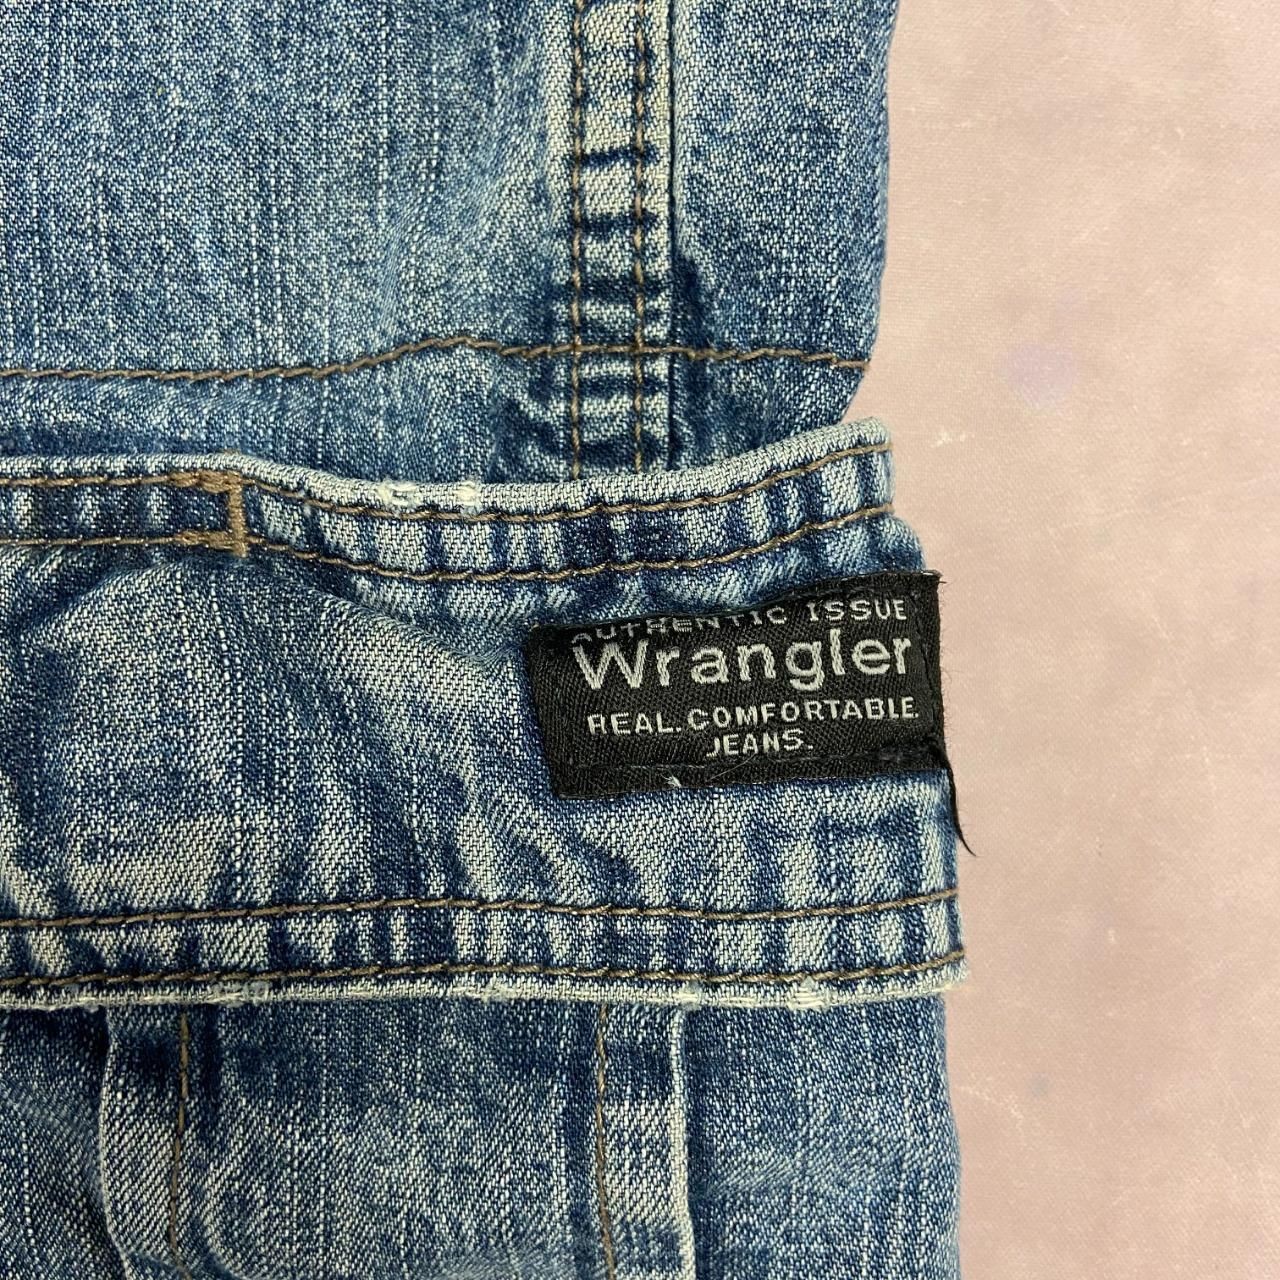 AUTHENTIC ISSUE
Wrangler
REAL. COMFORTABLE.
JEANS.